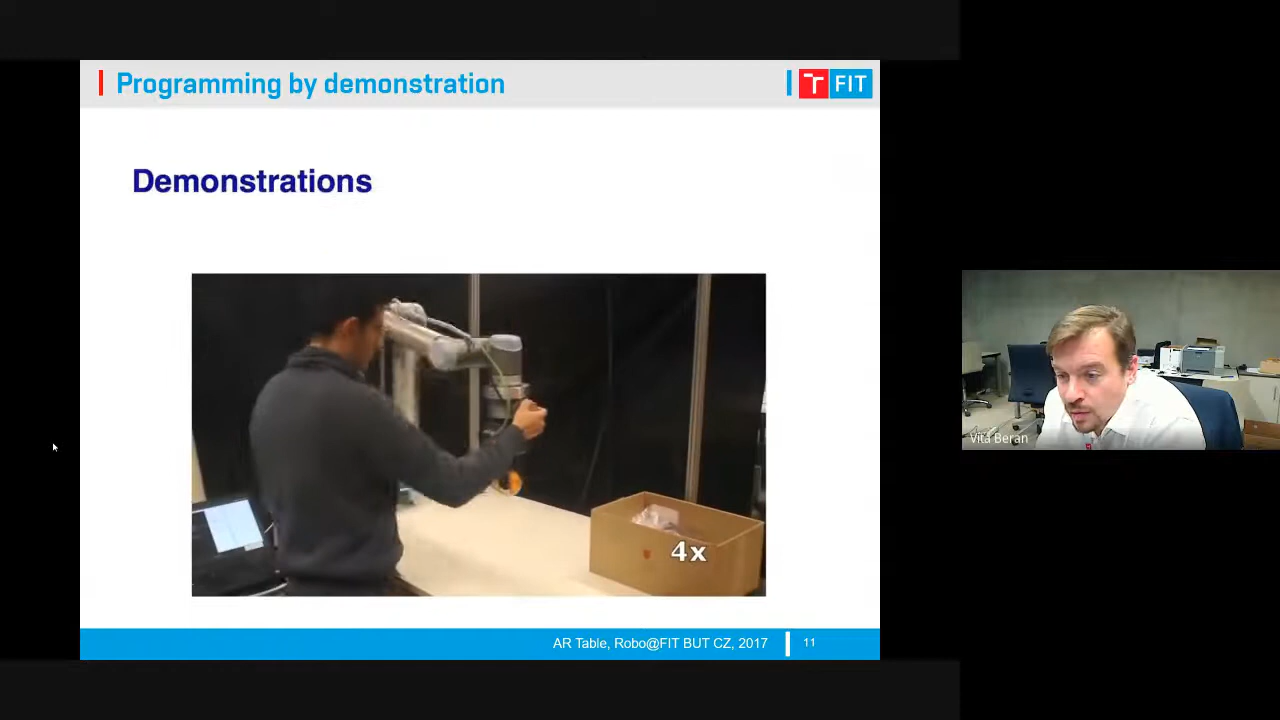 Programming by demonstration
T FIT
Demonstrations
4x
AR Table, Robo@FIT BUT CZ, 2017
11
Vita Beran